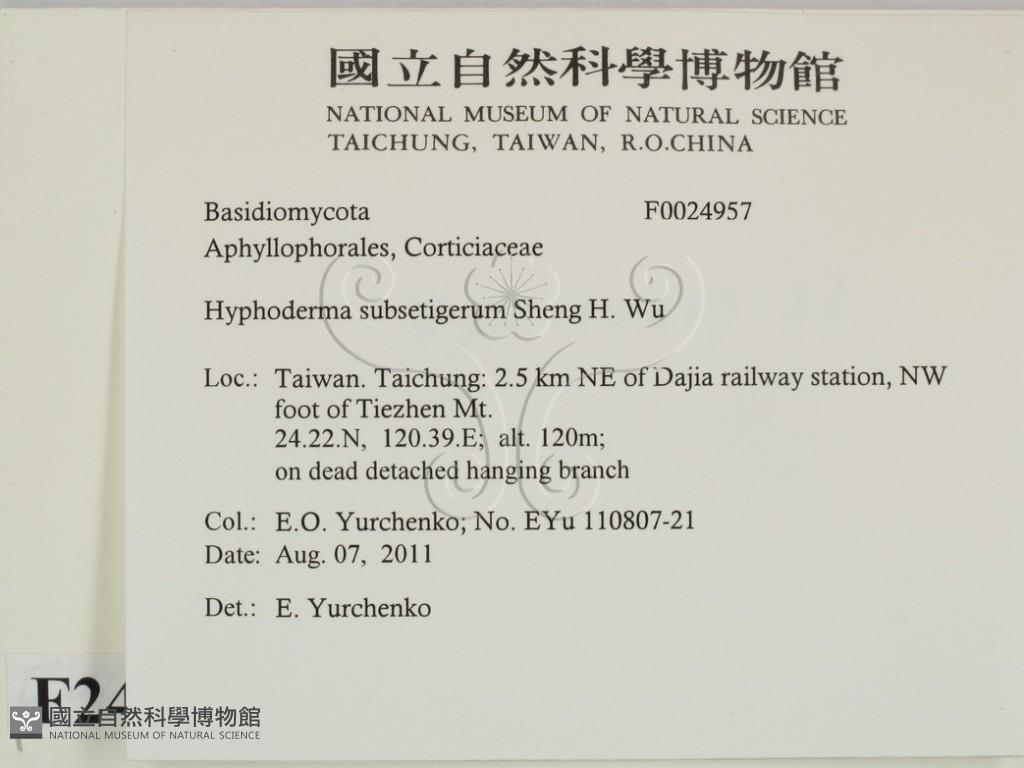 國立自然科學博物館
NATIONAL MUSEUM OF NATURAL SCIENCE
TAICHUNG, TAIWAN, R.O.CHINA
Basidiomycota F0024957
Aphyllophorales, Corticiaceae
Hyphoderma subsetigerum Sheng H. Wu
Loc.: Taiwan. Taichung: 2.5 km NE of Dajia railway station, NW
foot of Tiezhen Mt.
24.22.N, 120.39.E; alt. 120m;
on dead detached hanging branch
Col.: E.O. Yurchenko; No. EYu 110807-21
Date: Aug. 07, 2011
Det.: E. Yurchenko
F24
國立自然科學博物館
NATIONAL MUSEUM OF NATURAL SCIENCE